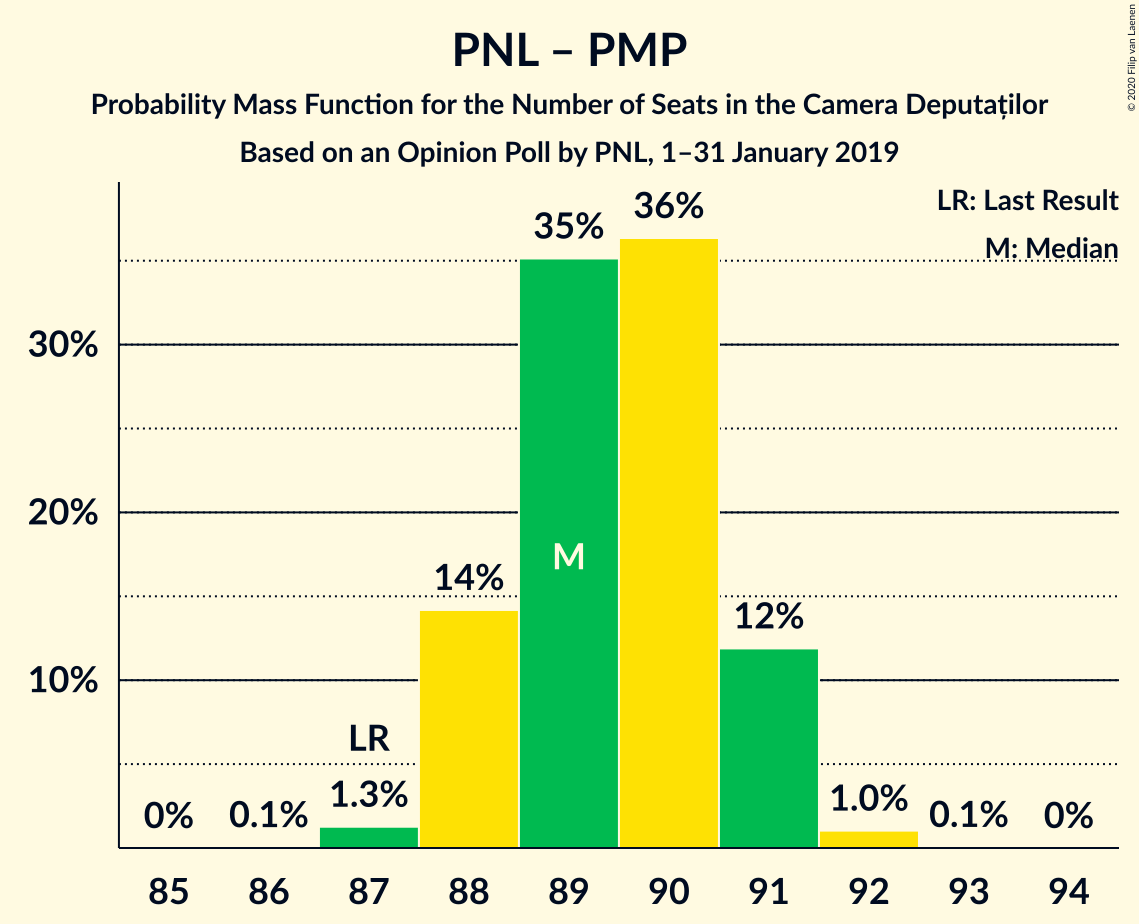 PNL – PMP
Probability Mass Function for the Number of Seats in the Camera Deputaților
Based on an Opinion Poll by PNL, 1–31 January 2019
© 2020 Filip van Laenen
LR: Last Result
M: Median
30%
20%
10%
0%
0.1%
LR
1.3%
14%
35%
M
36%
12%
1.0%
0.1%
0%
85 86 87 88 89 90 91 92 93 94